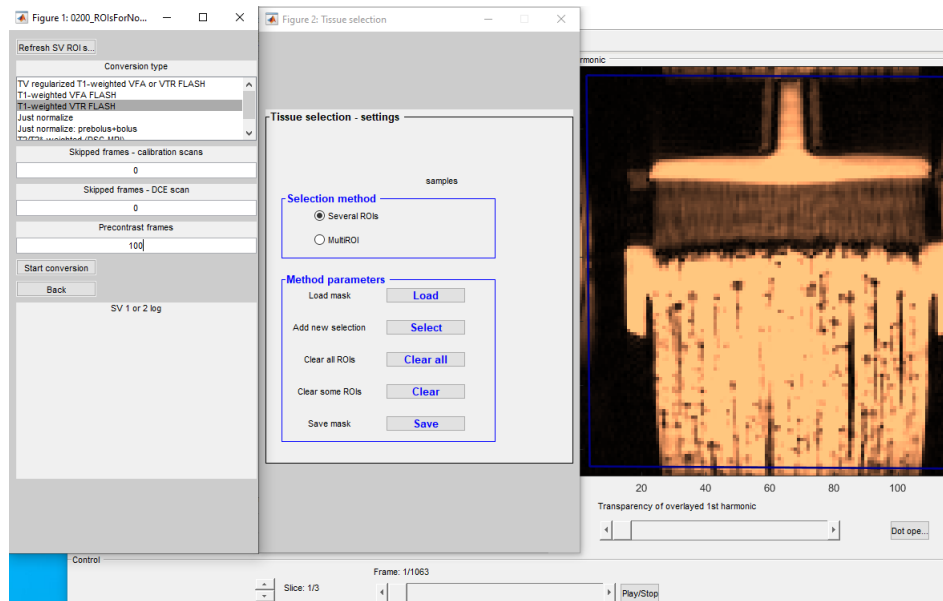 Figure 1: 0200_ROIsForNo...
Refresh SV ROI s...
Conversion type
TV regularized T1-weighted VFA or VTR FLASH
T1-weighted VFA FLASH
T1-weighted VTR FLASH
Just normalize
Just normalize: prebolus+bolus
Skipped frames - calibration scans
0
Skipped frames - DCE scan
0
Precontrast frames
100
Start conversion
Back
SV 1 or 2 log
Figure 2: Tissue selection
Tissue selection - settings
samples
Selection method
Several ROIs
MultiROI
Method parameters
Load mask Load
Add new selection Select
Clear all ROIs Clear all
Clear some ROIs Clear
Save mask Save
rmonic
20 40 60 80 100
Transparency of overlayed 1st harmonic
Dot ope...
Control
Frame: 1/1063
Slice: 1/3
Play/Stop